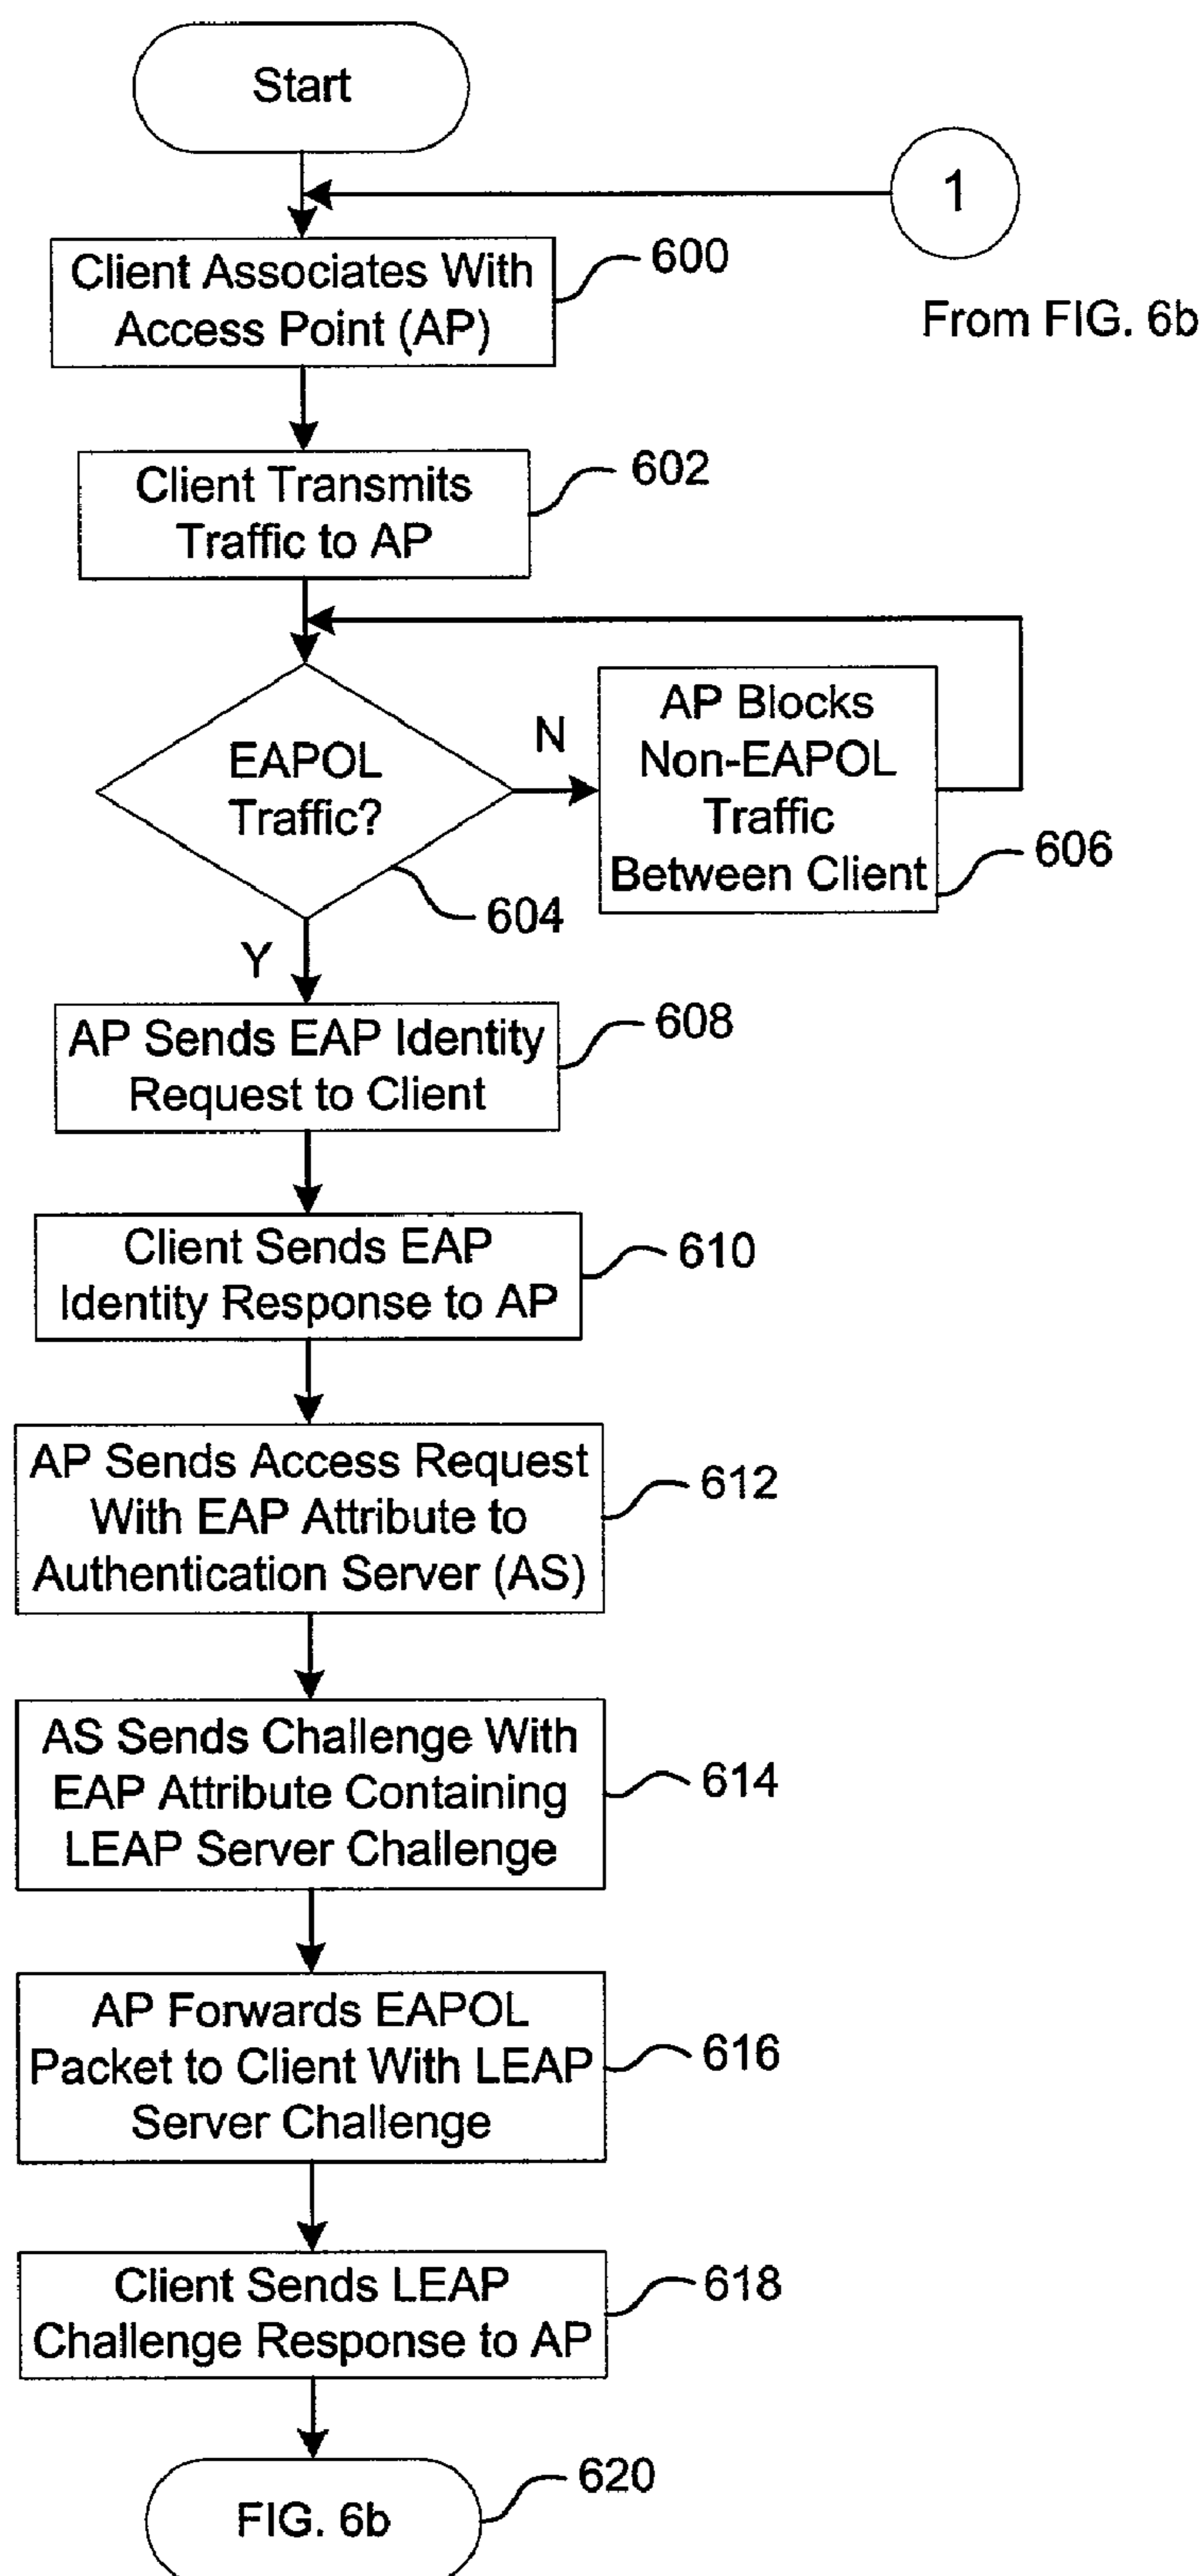 Start
1
From FIG. 6b
Client Associates With
Access Point (AP)
600
Client Transmits
Traffic to AP
602
EAPOL
Traffic?
604
N
AP Blocks
Non-EAPOL
Traffic
Between Client
606
Y
AP Sends EAP Identity
Request to Client
608
Client Sends EAP
Identity Response to AP
610
AP Sends Access Request
With EAP Attribute to
Authentication Server (AS)
612
AS Sends Challenge With
EAP Attribute Containing
LEAP Server Challenge
614
AP Forwards EAPOL
Packet to Client With LEAP
Server Challenge
616
Client Sends LEAP
Challenge Response to AP
618
FIG. 6b
620